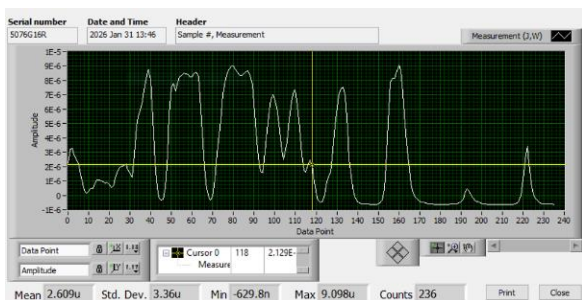 Serial number Date and Time Header
5076G16R 2026 Jan 31 13:46 Sample #, Measurement Measurement (J,W)
1E-5
9E-6
8E-6
7E-6
6E-6
5E-6
4E-6
3E-6
2E-6
1E-6
0
-1E-6
Amplitude
0 10 20 30 40 50 60 70 80 90 100 110 120 130 140 150 160 170 180 190 200 210 220 230 240
Data Point
Data Point Cursor 0 118 2.129E-
Amplitude Measure
Mean 2.609u Std. Dev. 3.36u Min -629.8n Max 9.098u Counts 236 Print Close